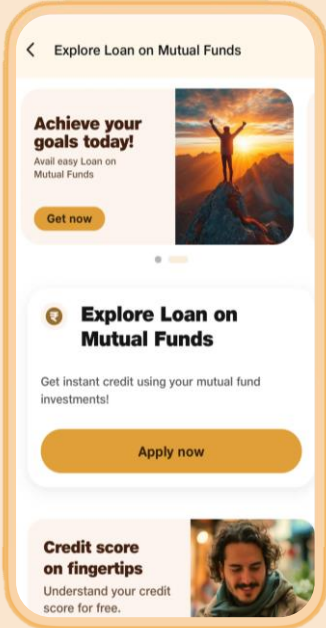 Explore Loan on Mutual Funds
Achieve your
goals today!
Avail easy Loan on
Mutual Funds
Get now
₹
Explore Loan on
Mutual Funds
Get instant credit using your mutual fund
investments!
Apply now
Credit score
on fingertips
Understand your credit
score for free.